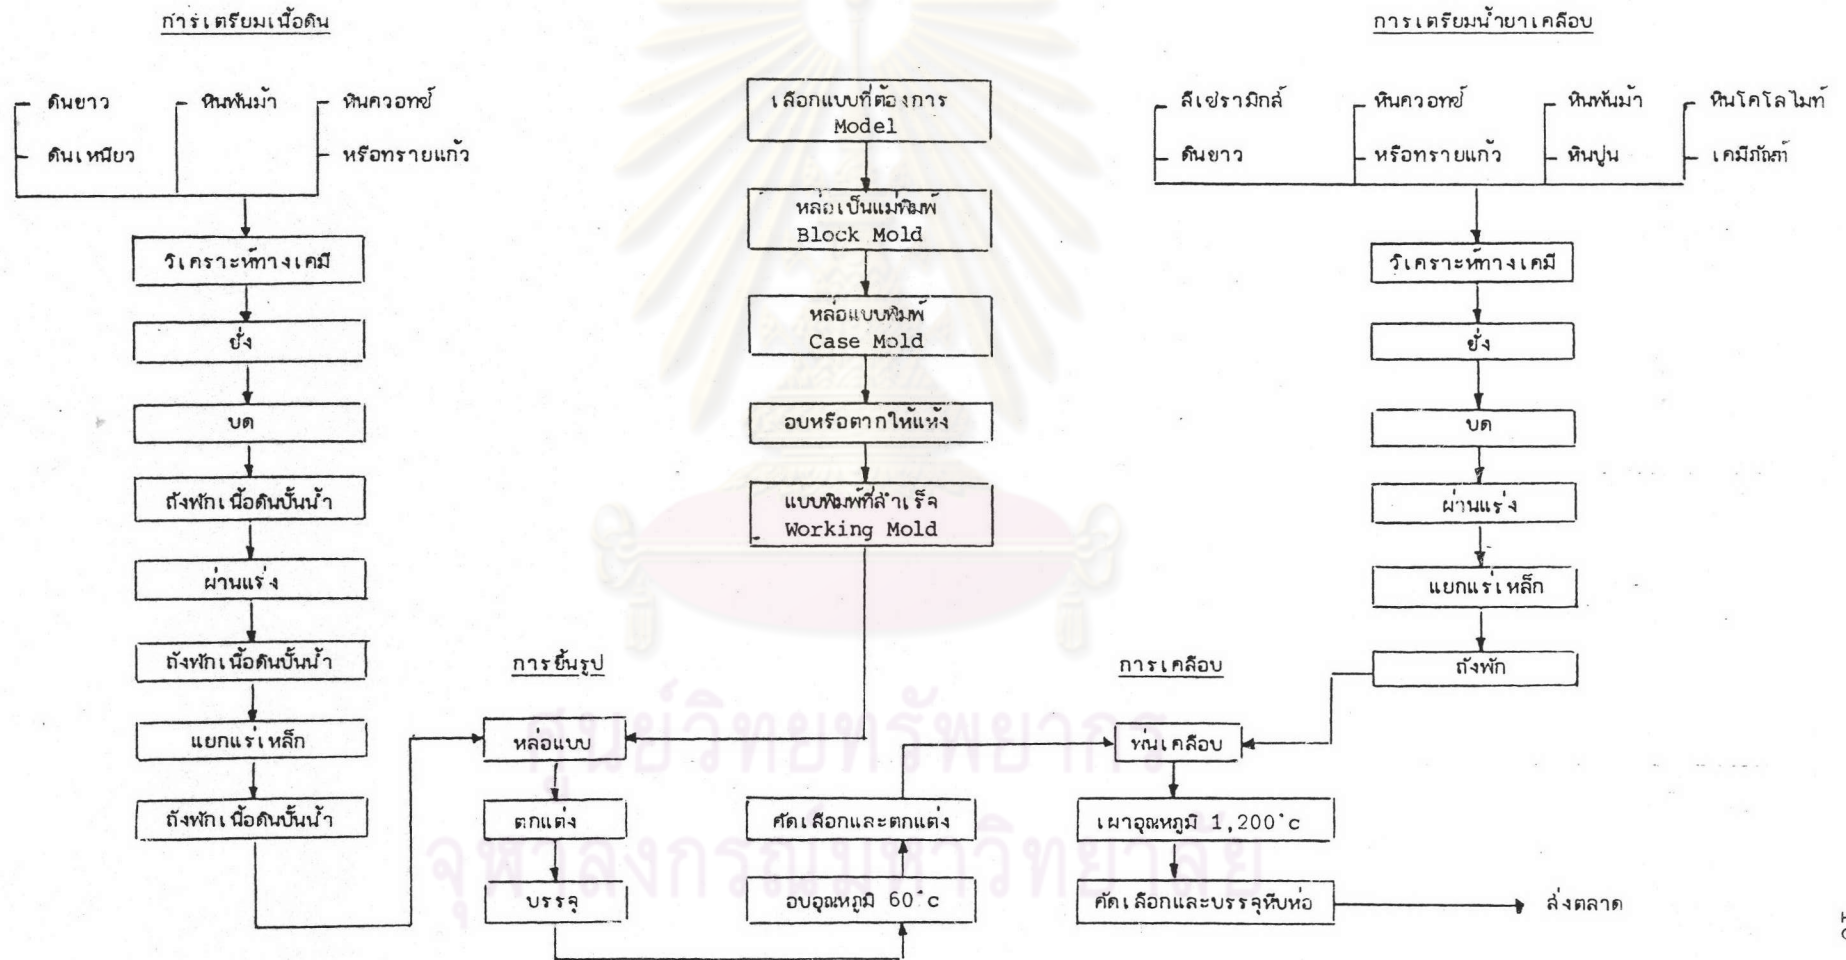 การเตรียมเนื้อดิน
ดินขาว
หินฟันม้า
หินควอทซ์
ดินเหนียว
หรือทรายแก้ว
วิเคราะห์ทางเคมี
ชั่ง
บด
ถังพักเนื้อดินปั้นน้ำ
ผ่านแร่ง
ถังพักเนื้อดินปั้นน้ำ
แยกแร่เหล็ก
ถังพักเนื้อดินปั้นน้ำ
เลือกแบบที่ต้องการ
Model
หล่อเป็นแม่พิมพ์
Block Mold
หล่อแบบพิมพ์
Case Mold
อบหรือตากให้แห้ง
แบบพิมพ์ที่สำเร็จ
Working Mold
การเตรียมน้ำยาเคลือบ
สีเซรามิกส์
หินควอทซ์
หินฟันม้า
หินโดโลไมท์
ดินขาว
หรือทรายแก้ว
หินปูน
เคมีภัณฑ์
วิเคราะห์ทางเคมี
ชั่ง
บด
ผ่านแร่ง
แยกแร่เหล็ก
ถังพัก
การขึ้นรูป
หล่อแบบ
ตกแต่ง
บรรจุ
อบอุณหภูมิ 60°c
คัดเลือกและตกแต่ง
การเคลือบ
พ่นเคลือบ
เผาอุณหภูมิ 1,200°c
คัดเลือกและบรรจุหีบห่อ
ส่งตลาด
ศูนย์วิทยทรัพยากร
จุฬาลงกรณ์มหาวิทยาลัย